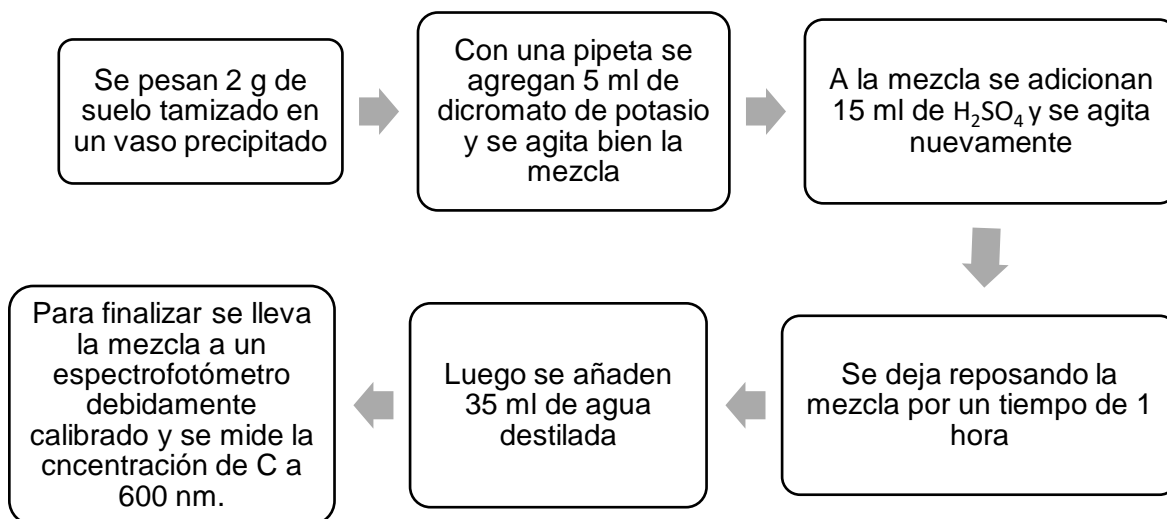 Se pesan 2 g de
suelo tamizado en
un vaso precipitado
Con una pipeta se
agregan 5 ml de
dicromato de potasio
y se agita bien la
mezcla
A la mezcla se adicionan
15 ml de H₂SO₄ y se agita
nuevamente
Se deja reposando la
mezcla por un tiempo de 1
hora
Luego se añaden
35 ml de agua
destilada
Para finalizar se lleva
la mezcla a un
espectrofotómetro
debidamente
calibrado y se mide la
cncentración de C a
600 nm.